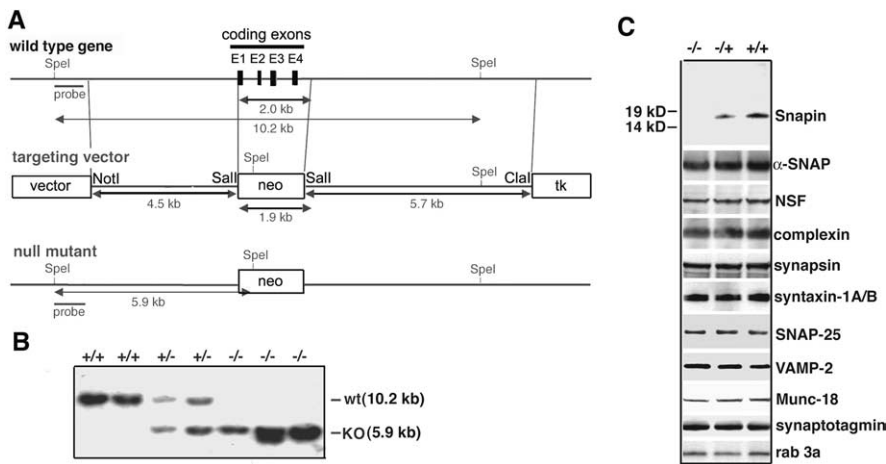 A
wild type gene
coding exons
E1 E2 E3 E4
SpeI
SpeI
probe
2.0 kb
10.2 kb
targeting vector
SpeI
SpeI
vector
NotI
SalI
neo
SalI
ClaI
tk
4.5 kb
1.9 kb
5.7 kb
null mutant
SpeI
SpeI
SpeI
neo
5.9 kb
probe
B
+/+ +/+ +/- +/- -/- -/- -/-
wt(10.2 kb)
KO(5.9 kb)
C
-/- -/+ +/+
19 kD
14 kD
Snapin
α-SNAP
NSF
complexin
synapsin
syntaxin-1A/B
SNAP-25
VAMP-2
Munc-18
synaptotagmin
rab 3a